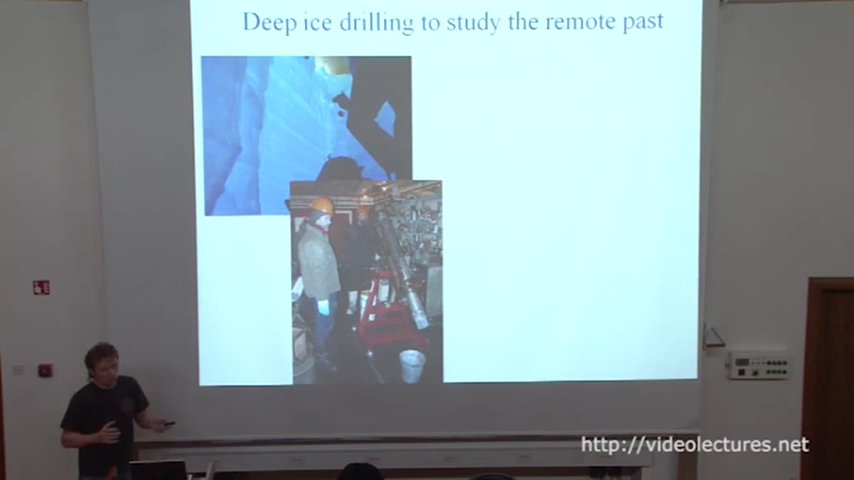 Deep ice drilling to study the remote past
http://videolectures.net